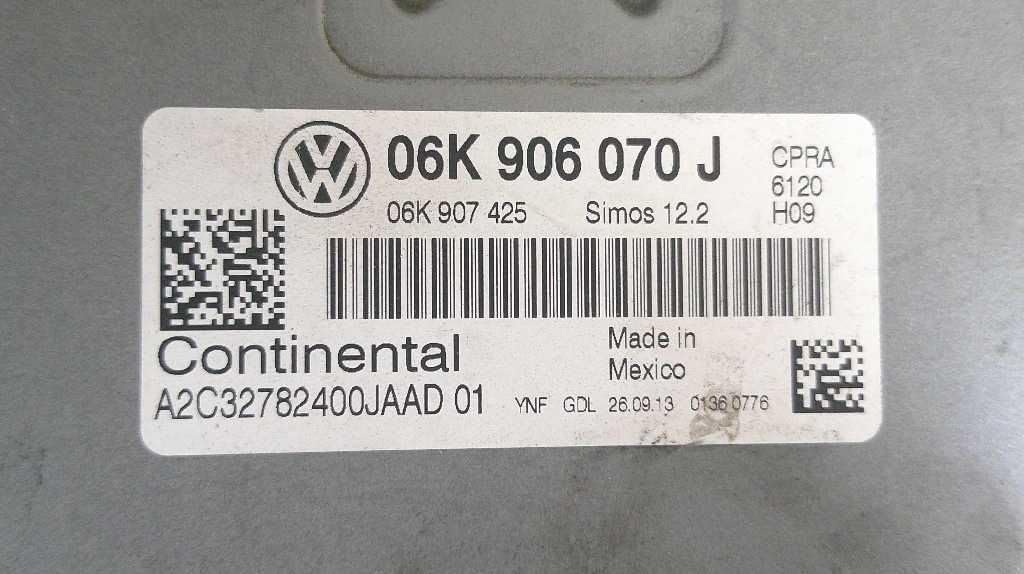 06K 906 070 J CPRA
6120
06K 907 425 Simos 12.2 H09
Continental
Made in
Mexico
A2C32782400JAAD 01 YNF GDL 26.09.13 0136 0776